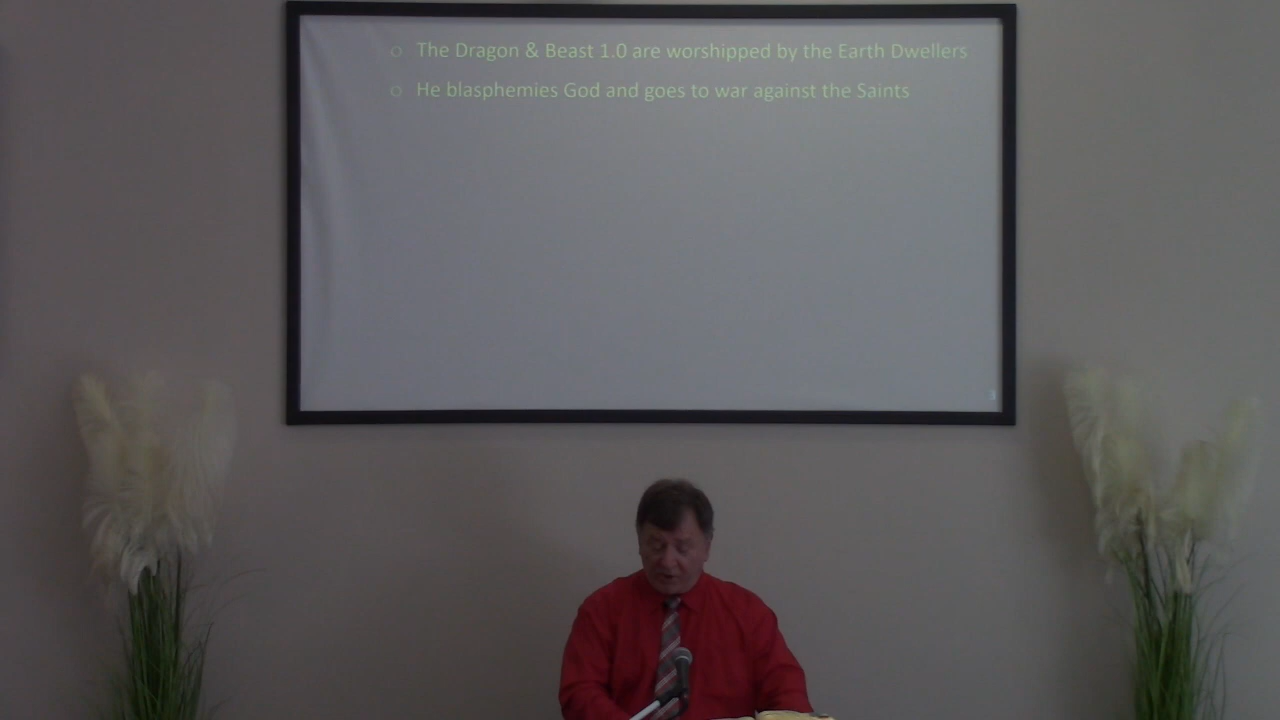 ○ The Dragon & Beast 1.0 are worshipped by the Earth Dwellers
○ He blasphemies God and goes to war against the Saints
3